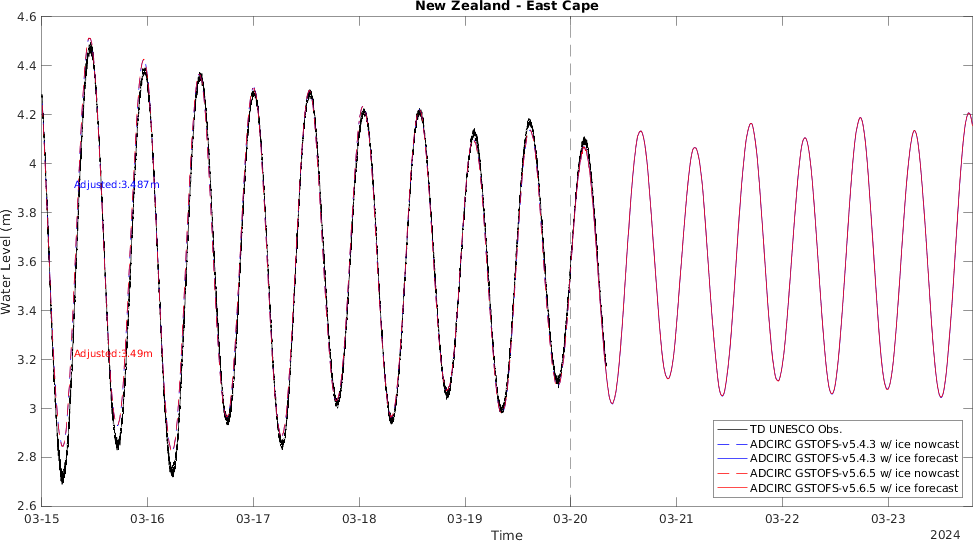 New Zealand - East Cape
4.6
4.4
4.2
4
3.8
3.6
3.4
3.2
3
2.8
2.6
Water Level (m)
Adjusted:3.487m
Adjusted:3.49m
TD UNESCO Obs.
ADCIRC GSTOFS-v5.4.3 w/ ice nowcast
ADCIRC GSTOFS-v5.4.3 w/ ice forecast
ADCIRC GSTOFS-v5.6.5 w/ ice nowcast
ADCIRC GSTOFS-v5.6.5 w/ ice forecast
03-15 03-16 03-17 03-18 03-19 03-20 03-21 03-22 03-23
Time
2024